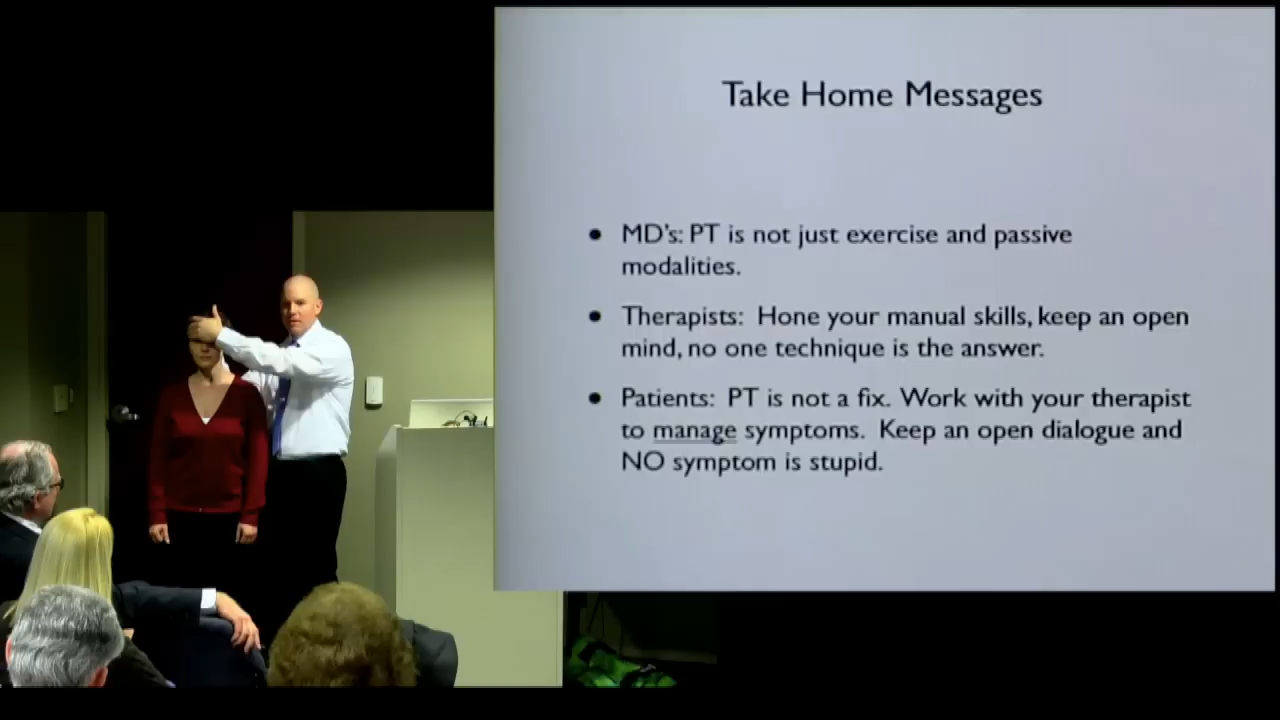 Take Home Messages
• MD's: PT is not just exercise and passive
modalities.
• Therapists: Hone your manual skills, keep an open
mind, no one technique is the answer.
• Patients: PT is not a fix. Work with your therapist
to manage symptoms. Keep an open dialogue and
NO symptom is stupid.